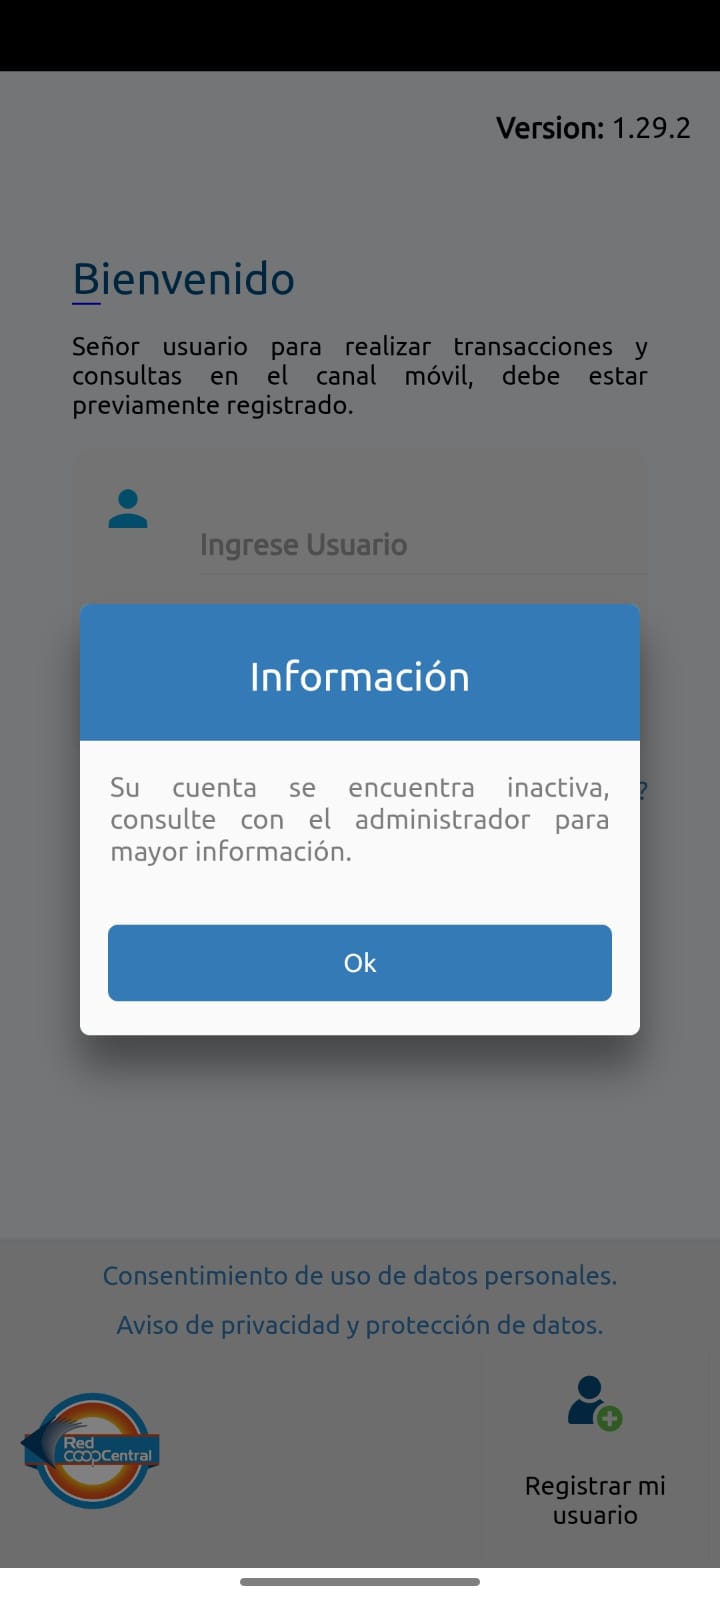 Version: 1.29.2
Bienvenido
Señor usuario para realizar transacciones y
consultas en el canal móvil, debe estar
previamente registrado.
Ingrese Usuario
Información
Su cuenta se encuentra inactiva,
consulte con el administrador para
mayor información.
?
Ok
Consentimiento de uso de datos personales.
Aviso de privacidad y protección de datos.
Red
CoopCentral
Registrar mi
usuario